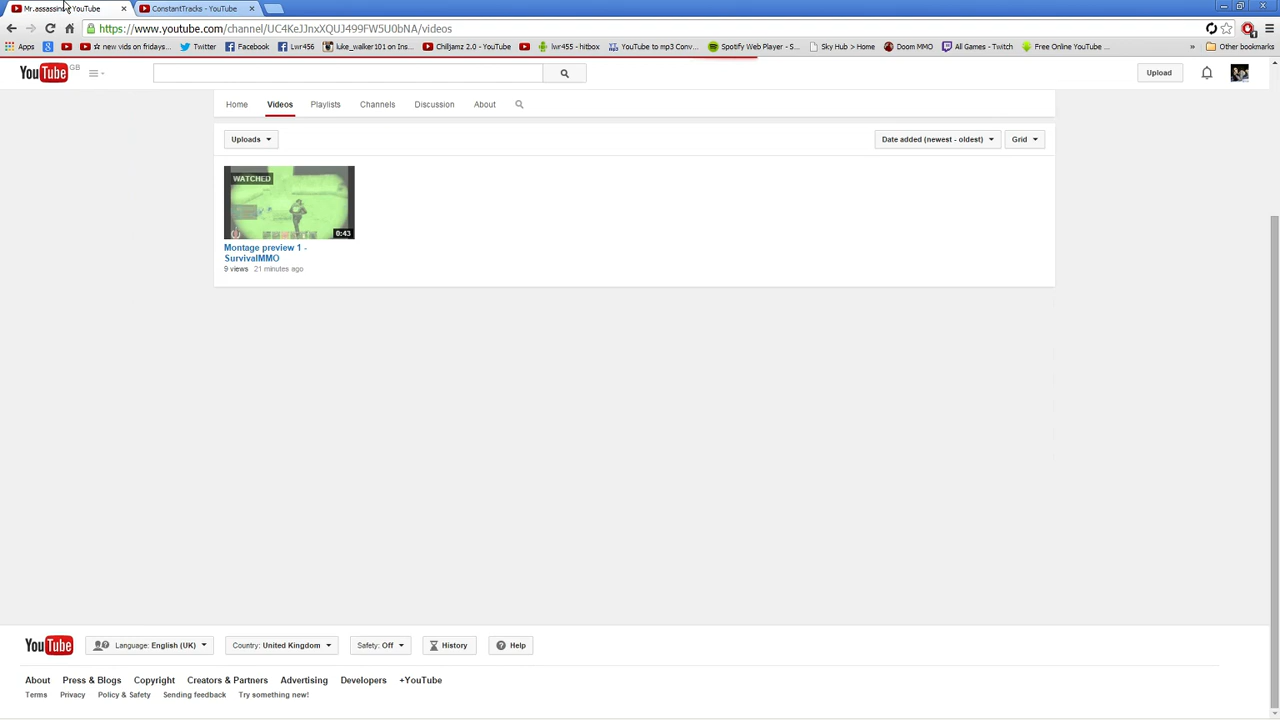 Mr.assassin - YouTube
ConstantTracks - YouTube
https://www.youtube.com/channel/UC4KeJJnxXQUJ499FW5U0bNA/videos
Apps
new vids on fridays...
Twitter
Facebook
Lwr456
luke_walker101 on Ins...
Chilljamz 2.0 - YouTube
lwr455 - hitbox
YouTube to mp3 Conv...
Spotify Web Player - S...
Sky Hub > Home
Doom MMO
All Games - Twitch
Free Online YouTube ...
»
Other bookmarks
YouTube GB
Upload
Home
Videos
Playlists
Channels
Discussion
About
Uploads
Date added (newest - oldest)
Grid
WATCHED
0:43
Montage preview 1 -
SurvivalMMO
9 views 21 minutes ago
YouTube
Language: English (UK)
Country: United Kingdom
Safety: Off
History
Help
About Press & Blogs Copyright Creators & Partners Advertising Developers +YouTube
Terms Privacy Policy & Safety Sending feedback Try something new!